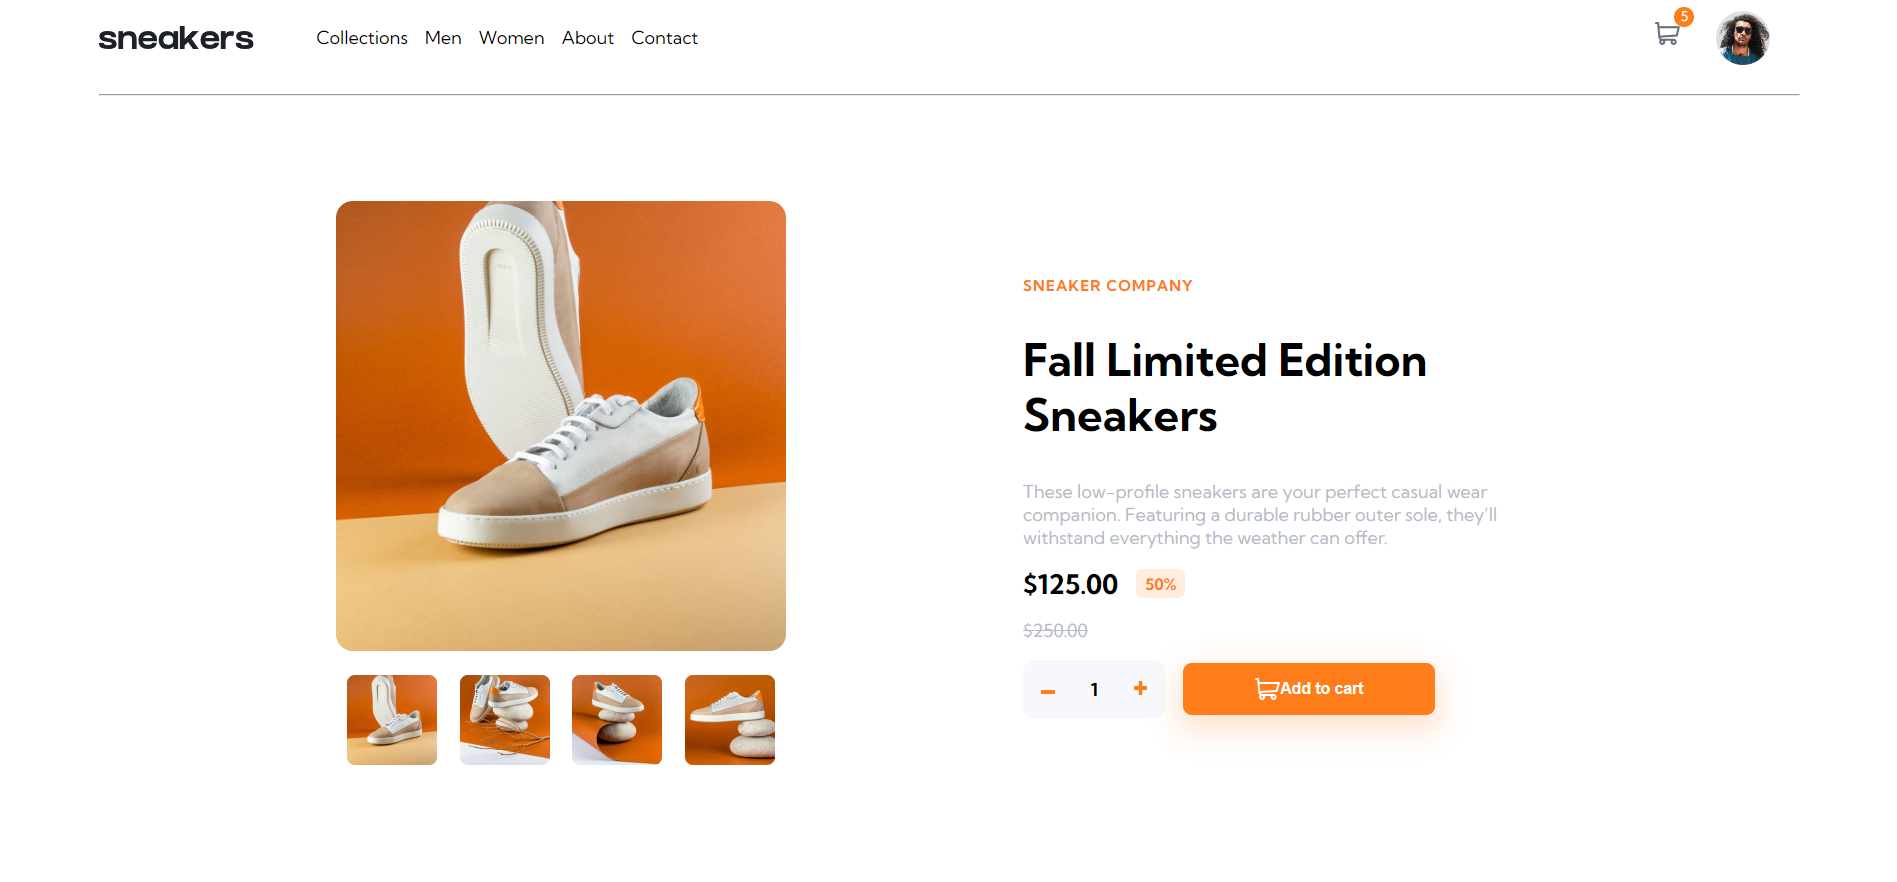 sneakers
Collections Men Women About Contact
5
SNEAKER COMPANY
Fall Limited Edition
Sneakers
These low-profile sneakers are your perfect casual wear
companion. Featuring a durable rubber outer sole, they’ll
withstand everything the weather can offer.
$125.00 50%
$250.00
1
Add to cart